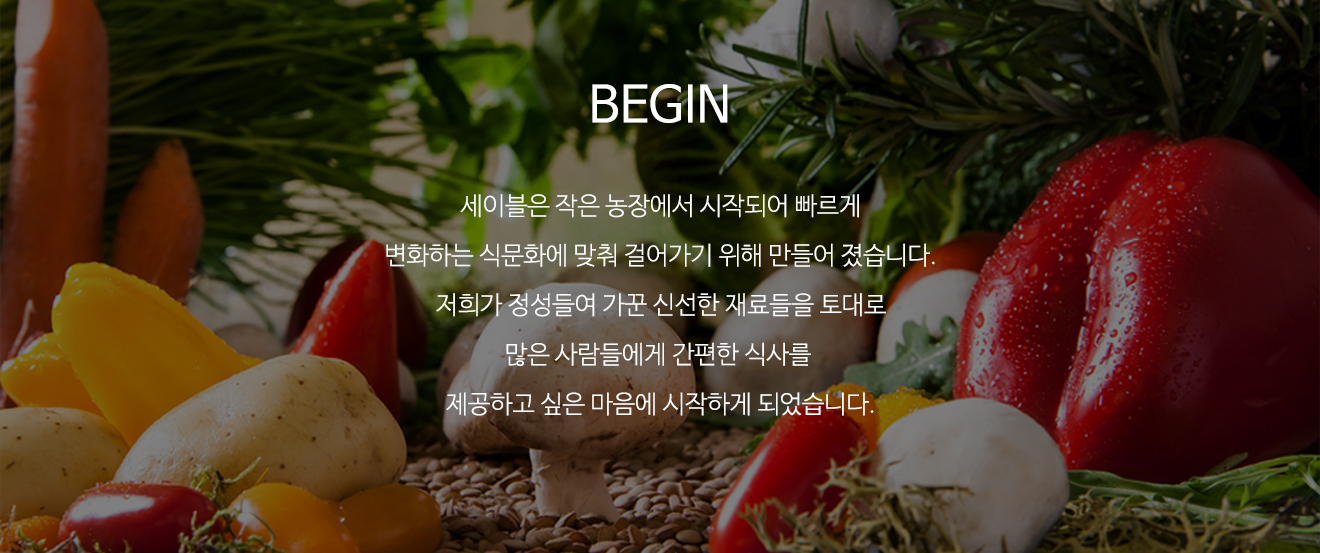 BEGIN
세이블은 작은 농장에서 시작되어 빠르게
변화하는 식문화에 맞춰 걸어가기 위해 만들어 졌습니다.
저희가 정성들여 가꾼 신선한 재료들을 토대로
많은 사람들에게 간편한 식사를
제공하고 싶은 마음에 시작하게 되었습니다.